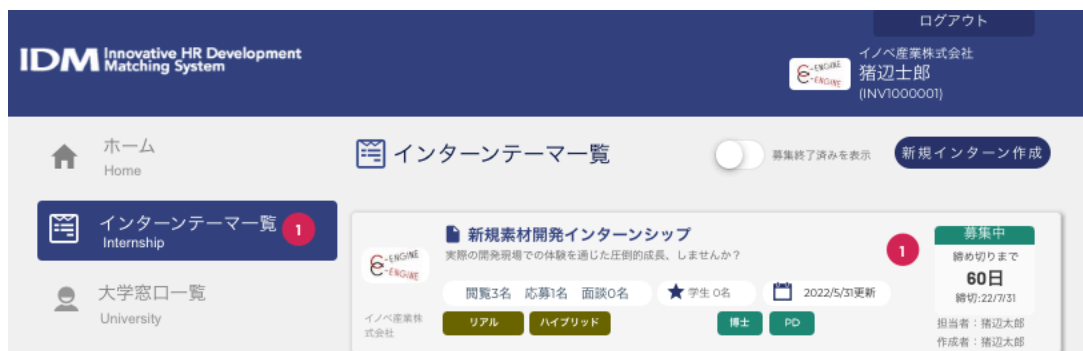 ログアウト
IDM Innovative HR Development
Matching System
イノベ産業株式会社
e-ENGINE
e-ENGINE
猪辺士郎
(INV1000001)
ホーム
Home
インターンテーマ一覧
募集終了済みを表示
新規インターン作成
インターンテーマ一覧 1
Internship
新規素材開発インターンシップ
実際の開発現場での体験を通じた圧倒的成長、しませんか?
1
募集中
締め切りまで
60日
締切:22/7/31
e-ENGINE
e-ENGINE
大学窓口一覧
University
閲覧3名 応募1名 面談0名 学生 0名 2022/5/31更新
イノベ産業株
式会社
リアル ハイブリッド 博士 PD
担当者:猪辺太郎
作成者:猪辺太郎